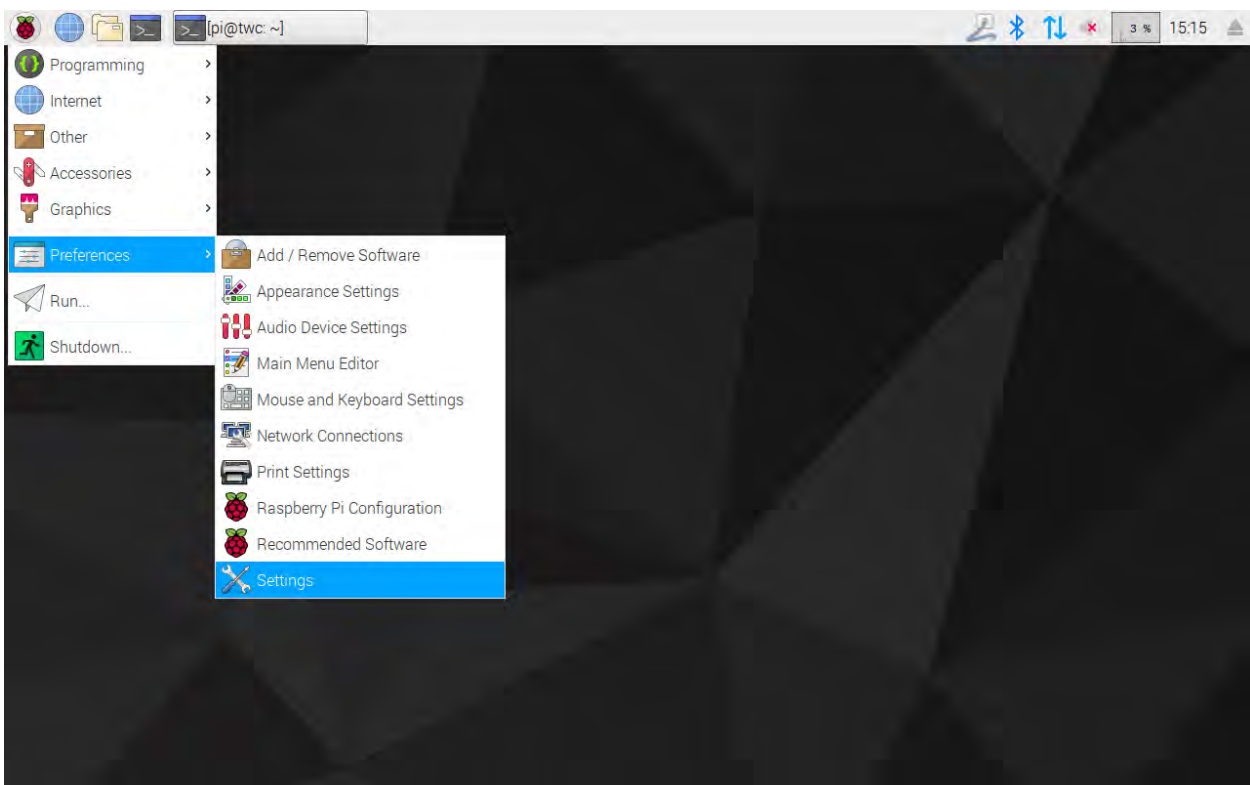 [pi@twc: ~]
3 %
15:15
Programming
Internet
Other
Accessories
Graphics
Preferences
Run...
Shutdown...
Add / Remove Software
Appearance Settings
Audio Device Settings
Main Menu Editor
Mouse and Keyboard Settings
Network Connections
Print Settings
Raspberry Pi Configuration
Recommended Software
Settings